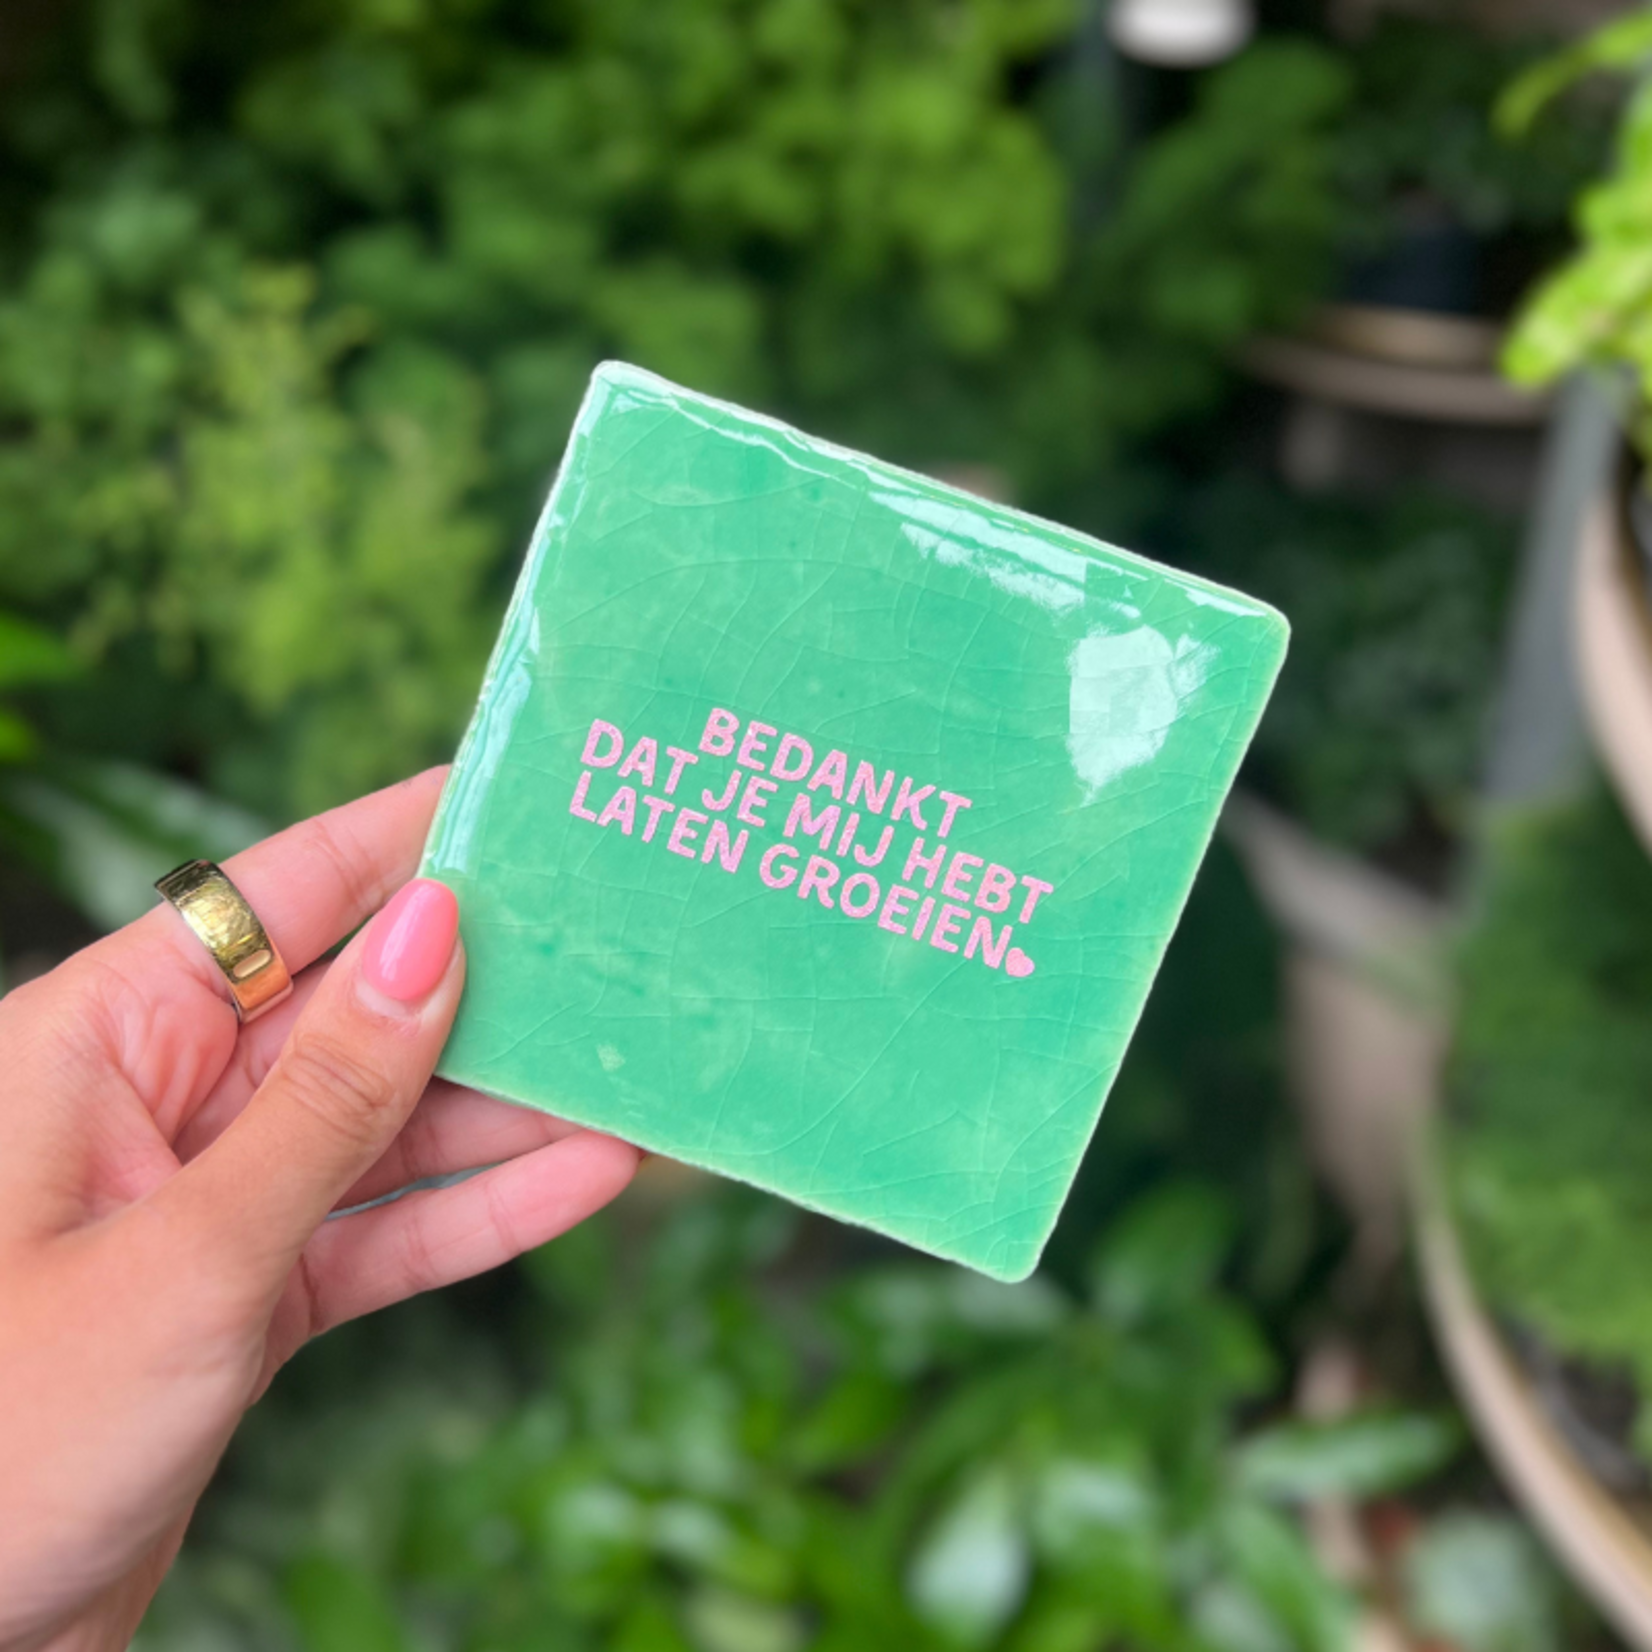 BEDANKT
DAT JE MIJ HEBT
LATEN GROEIEN